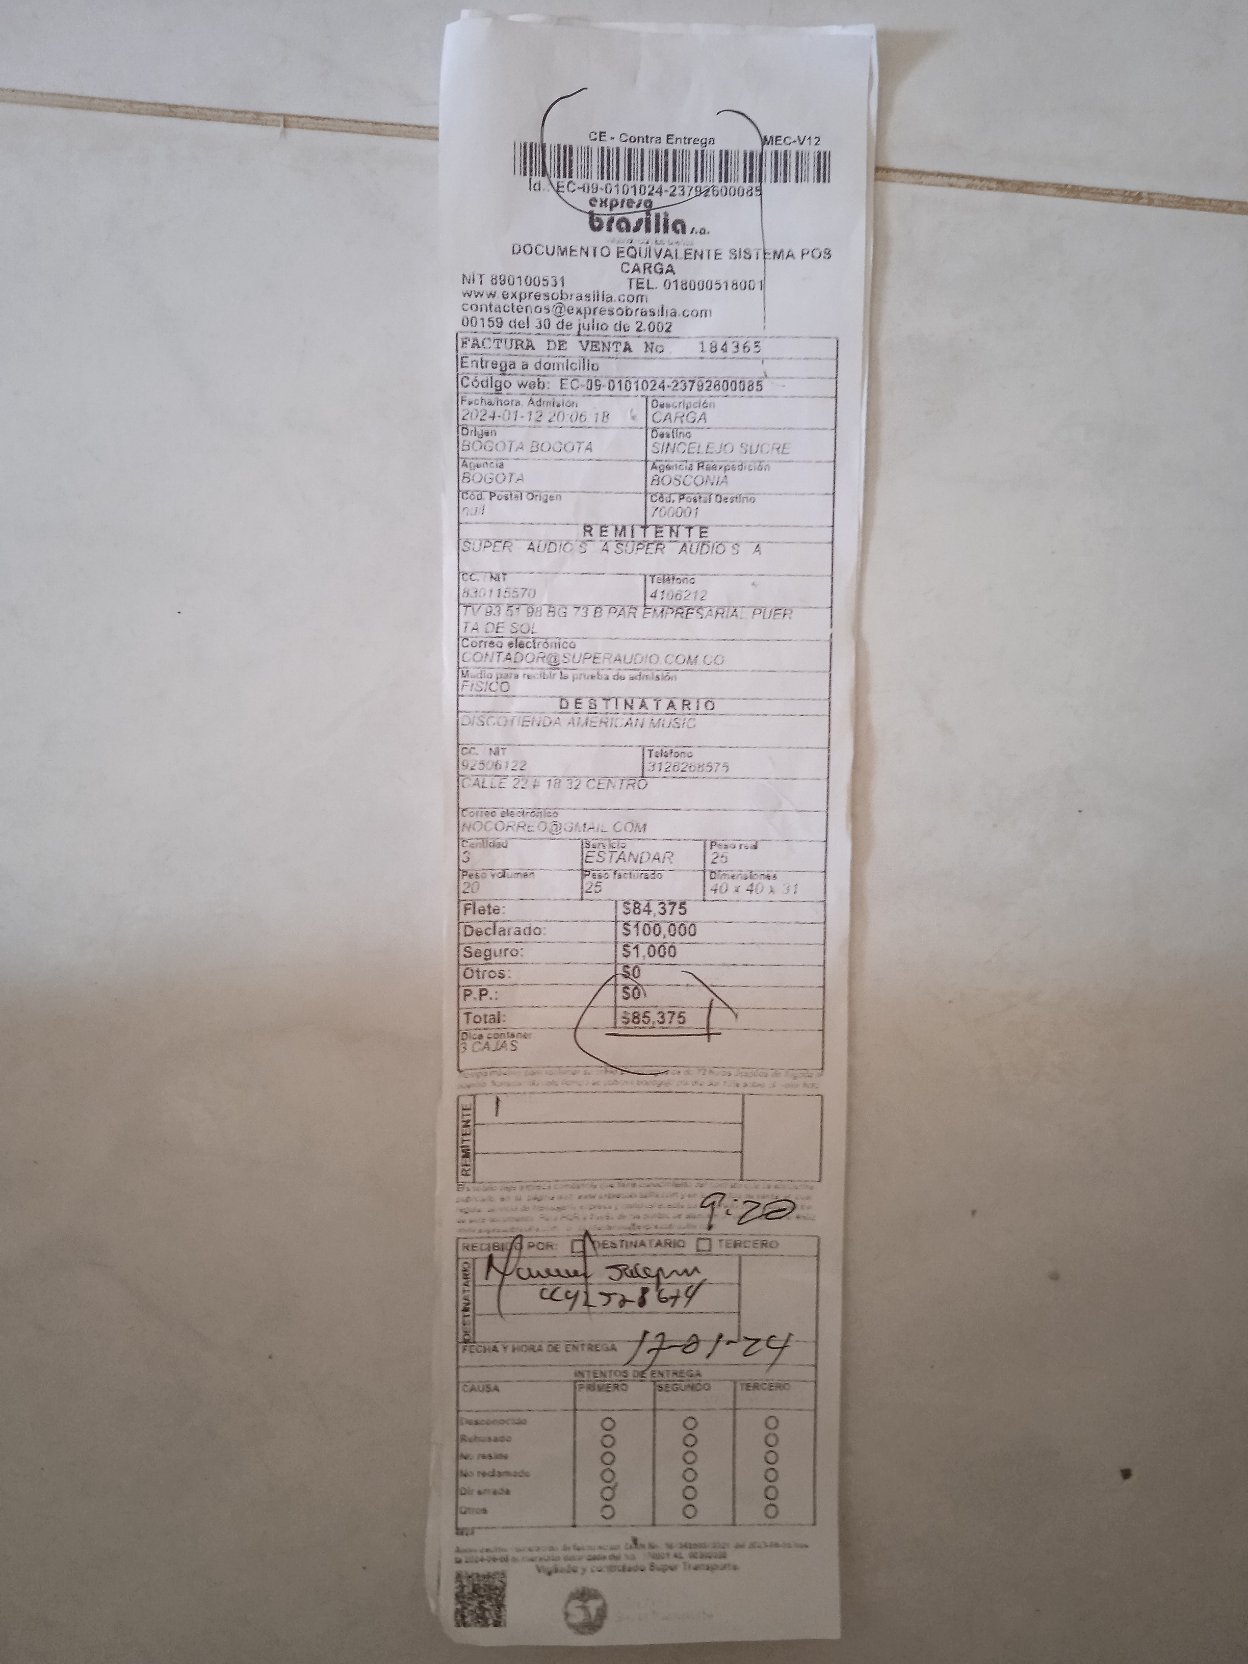 CE - Contra Entrega MEC-V12
Id.: EC-09-0101024-23792600085
expreso
brasilia s.a.
DOCUMENTO EQUIVALENTE SISTEMA POS
CARGA
NIT 890100531 TEL. 018000518001
www.expresobrasilia.com
contactenos@expresobrasilia.com
00159 del 30 de julio de 2.002
FACTURA DE VENTA No 184365
Entrega a domicilio
Código web: EC-09-0101024-23792600085
Fecha/hora. Admisión Descripción
2024-01-12 20:06:18 CARGA
Origen Destino
BOGOTA BOGOTA SINCELEJO SUCRE
Agencia Agencia Reexpedición
BOGOTA BOSCONIA
Cód. Postal Origen Cód. Postal Destino
null 700001
REMITENTE
SUPER AUDIO S A SUPER AUDIO S A
CC. / NIT Teléfono
830115570 4106212
TV 93 51 98 BG 73 B PAR EMPRESARIAL PUER
TA DE SOL
Correo electrónico
CONTADOR@SUPERAUDIO.COM.CO
Medio para recibir la prueba de admisión
FISICO
DESTINATARIO
DISCOTIENDA AMERICAN MUSIC
CC. / NIT Teléfono
92506122 3126268575
CALLE 22 # 18 32 CENTRO
Correo electrónico
NOCORREO@GMAIL.COM
Cantidad Servicio Peso real
3 ESTANDAR 25
Peso volumen Peso facturado Dimensiones
20 25 40 x 40 x 31
Flete: $84,375
Declarado: $100,000
Seguro: $1,000
Otros: $0
P.P.: $0
Total: $85,375
Dice contener
3 CAJAS
REMITENTE
9:20
RECIBIDO POR: DESTINATARIO TERCERO
DESTINATARIO
FECHA Y HORA DE ENTREGA 17-01-24
INTENTOS DE ENTREGA
CAUSA PRIMERO SEGUNDO TERCERO
Desconocido
Rehusado
No reside
No reclamado
Dir errada
Otros
Vigilado y controlado Super Transporte
ST